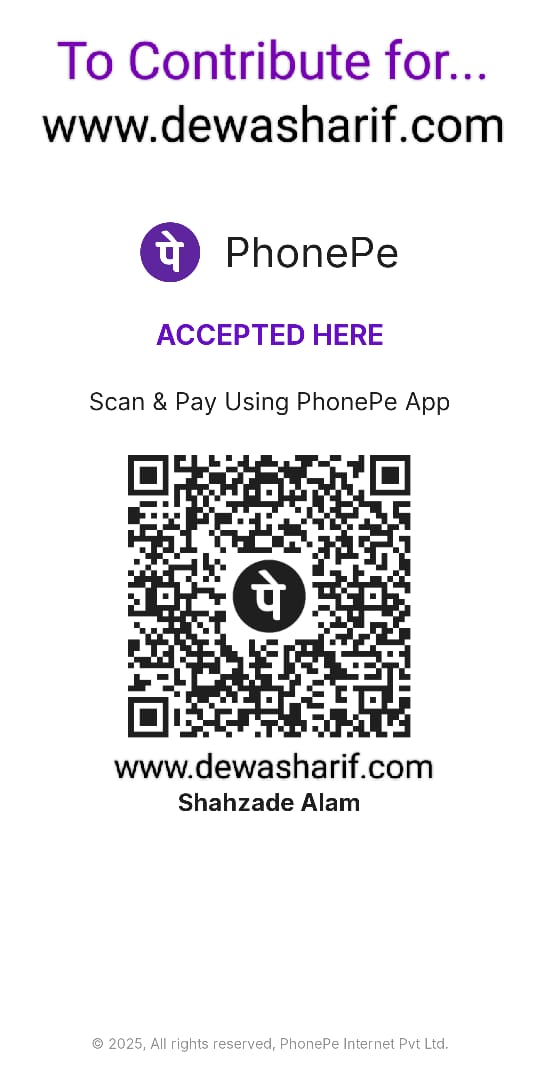 To Contribute for...
www.dewasharif.com
पे PhonePe
ACCEPTED HERE
Scan & Pay Using PhonePe App
पे
www.dewasharif.com
Shahzade Alam
© 2025, All rights reserved, PhonePe Internet Pvt Ltd.